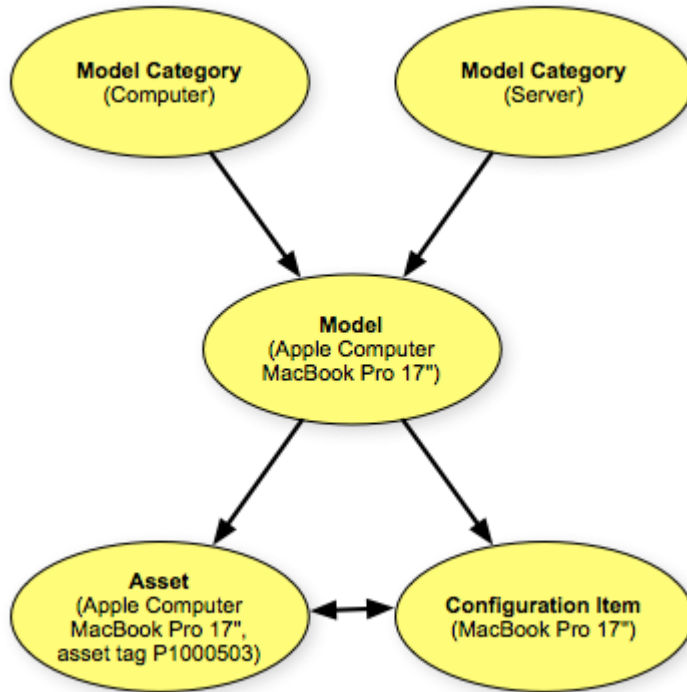 Model Category
(Computer)
Model Category
(Server)
Model
(Apple Computer
MacBook Pro 17")
Asset
(Apple Computer
MacBook Pro 17",
asset tag P1000503)
Configuration Item
(MacBook Pro 17")